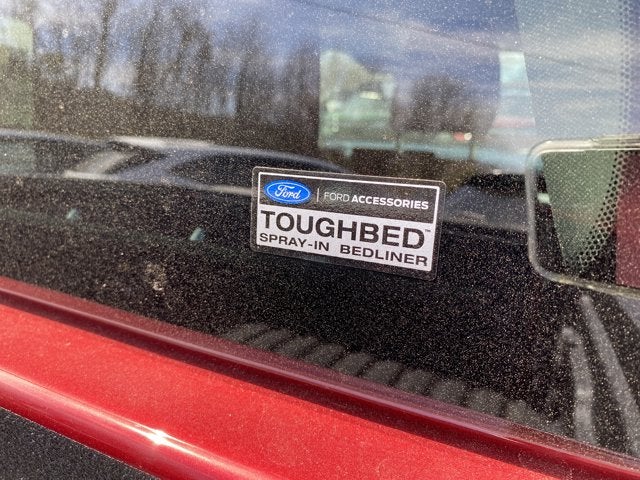 Ford | FORD ACCESSORIES
TOUGHBED™
SPRAY-IN BEDLINER